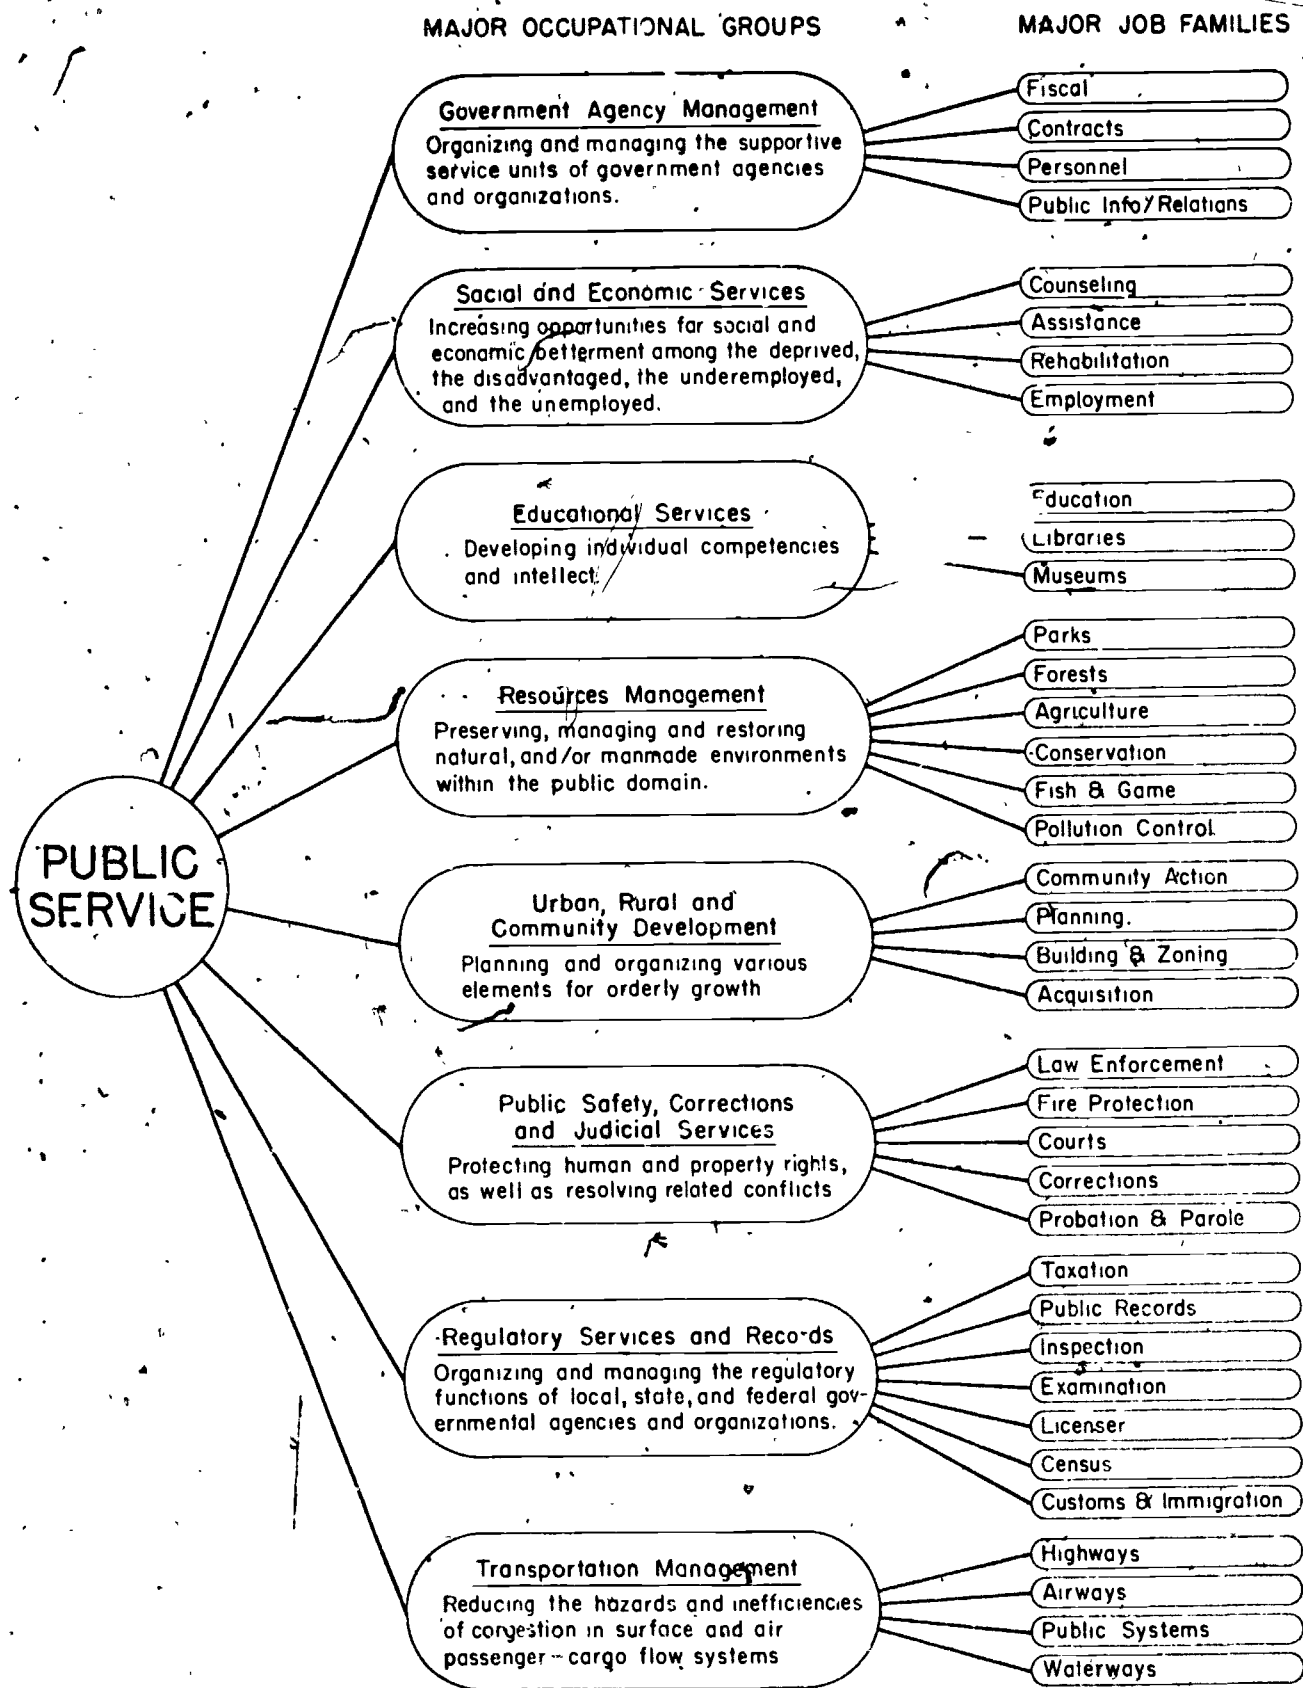 MAJOR OCCUPATIONAL GROUPS
MAJOR JOB FAMILIES
PUBLIC
SERVICE
Government Agency Management
Organizing and managing the supportive
service units of government agencies
and organizations.
Fiscal
Contracts
Personnel
Public Info/Relations
Social and Economic Services
Increasing opportunities for social and
economic betterment among the deprived,
the disadvantaged, the underemployed,
and the unemployed.
Counseling
Assistance
Rehabilitation
Employment
Educational Services
Developing individual competencies
and intellect.
Education
Libraries
Museums
Resources Management
Preserving, managing and restoring
natural, and/or manmade environments
within the public domain.
Parks
Forests
Agriculture
Conservation
Fish & Game
Pollution Control
Urban, Rural and
Community Development
Planning and organizing various
elements for orderly growth
Community Action
Planning.
Building & Zoning
Acquisition
Public Safety, Corrections
and Judicial Services
Protecting human and property rights,
as well as resolving related conflicts
Law Enforcement
Fire Protection
Courts
Corrections
Probation & Parole
Regulatory Services and Records
Organizing and managing the regulatory
functions of local, state, and federal gov-
ernmental agencies and organizations.
Taxation
Public Records
Inspection
Examination
Licenser
Census
Customs & Immigration
Transportation Management
Reducing the hazards and inefficiencies
of congestion in surface and air
passenger-cargo flow systems
Highways
Airways
Public Systems
Waterways